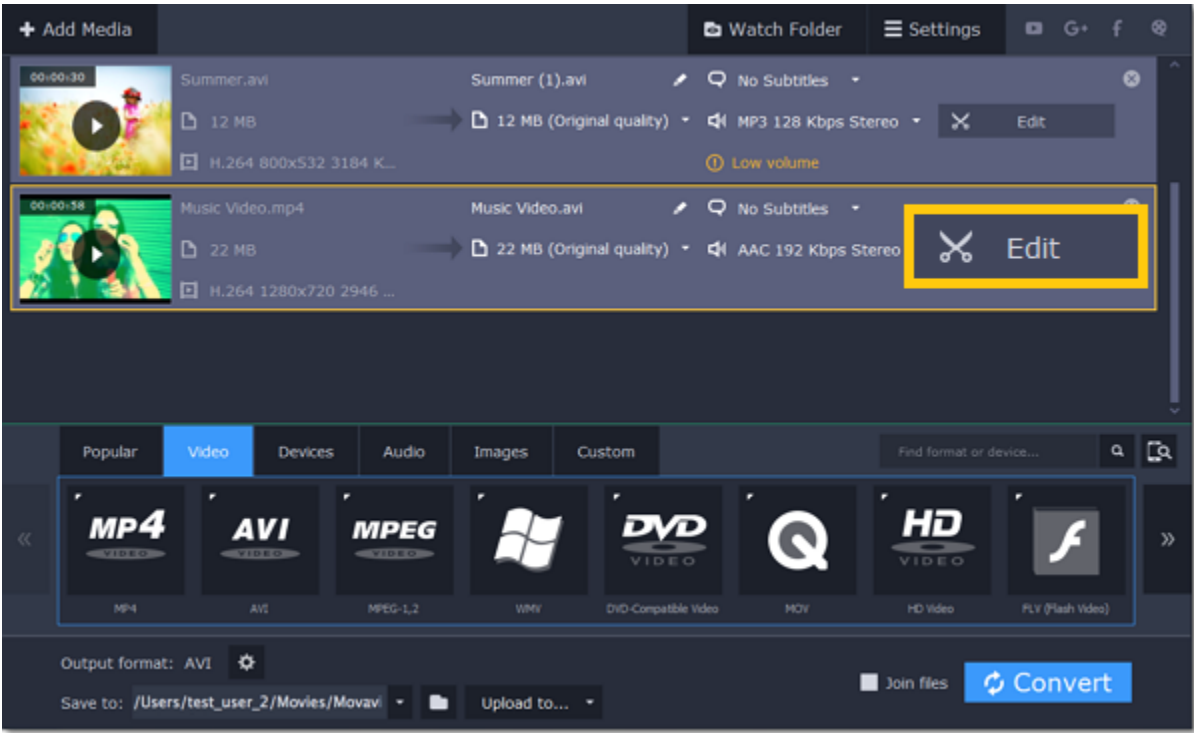 Add Media
Watch Folder
Settings
G+ f
00:00:30
Summer.avi
Summer (1).avi
No Subtitles
12 MB
12 MB (Original quality)
MP3 128 Kbps Stereo
Edit
H.264 800x532 3184 K...
Low volume
00:00:58
Music Video.mp4
Music Video.avi
No Subtitles
22 MB
22 MB (Original quality)
AAC 192 Kbps Stereo
Edit
H.264 1280x720 2946 ...
Popular
Video
Devices
Audio
Images
Custom
Find format or device...
MP4
VIDEO
AVI
VIDEO
MPEG
VIDEO
DVD
VIDEO
HD
VIDEO
f
MP4
AVI
MPEG-1,2
WMV
DVD-Compatible Video
MOV
HD Video
FLV (Flash Video)
Output format: AVI
Save to: /Users/test_user_2/Movies/Movavi
Upload to...
Join files
Convert